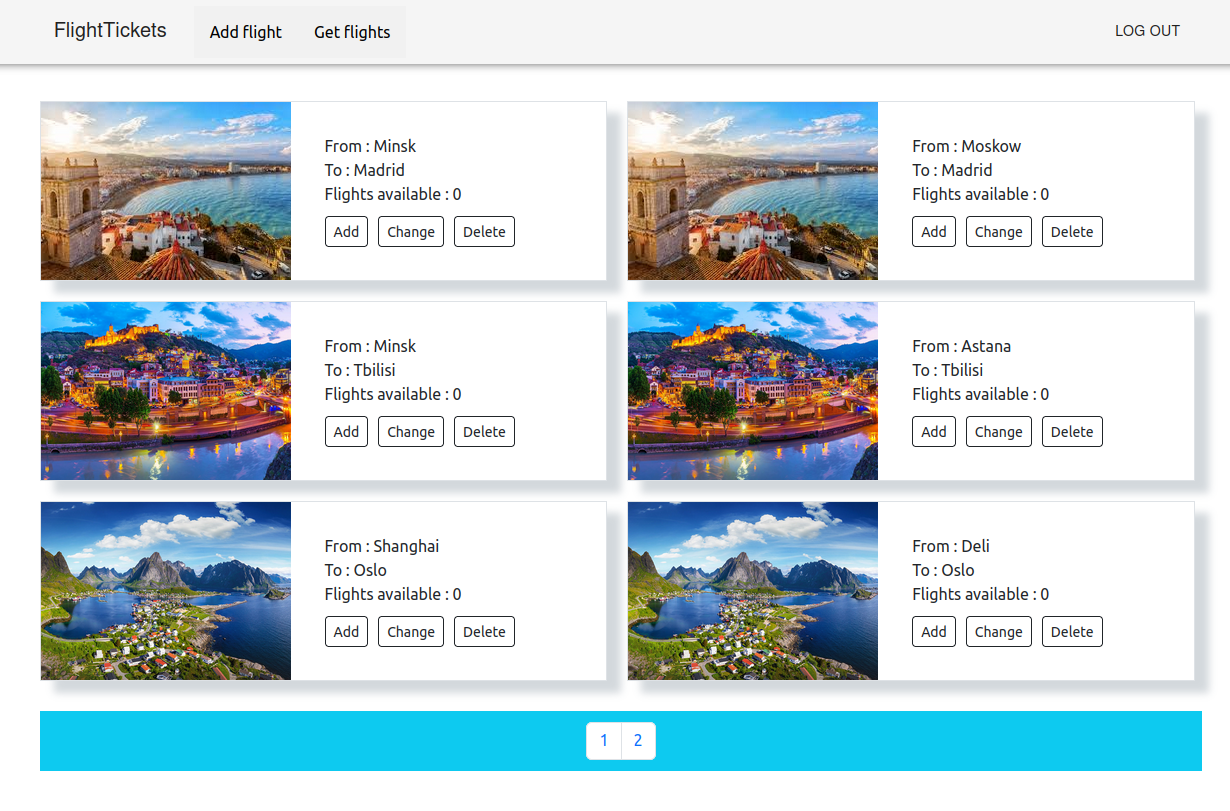 FlightTickets Add flight Get flights LOG OUT
From : Minsk
To : Madrid
Flights available : 0
Add Change Delete
From : Moskow
To : Madrid
Flights available : 0
Add Change Delete
From : Minsk
To : Tbilisi
Flights available : 0
Add Change Delete
From : Astana
To : Tbilisi
Flights available : 0
Add Change Delete
From : Shanghai
To : Oslo
Flights available : 0
Add Change Delete
From : Deli
To : Oslo
Flights available : 0
Add Change Delete
1 2